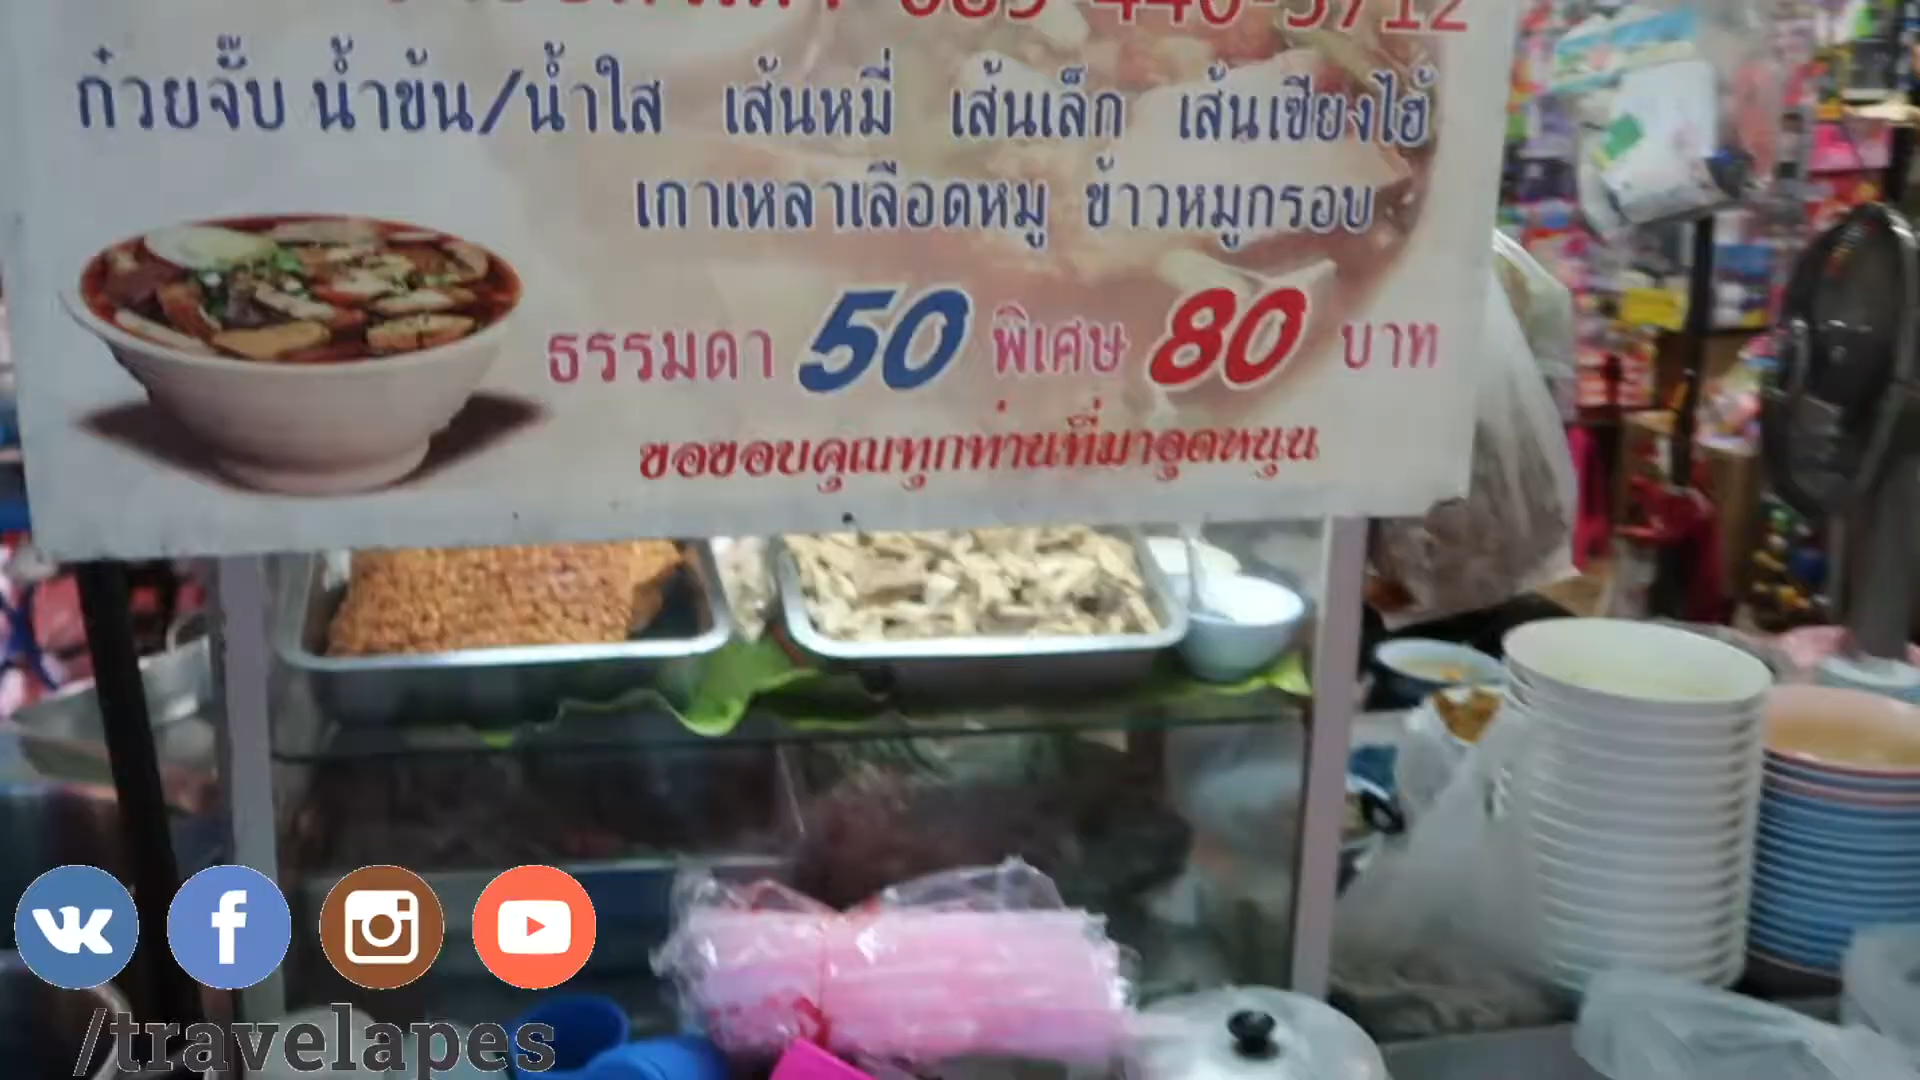 ก๋วยจั๊บ น้ำข้น/น้ำใส เส้นหมี่ เส้นเล็ก เส้นเซียงไฮ้
เกาเหลาเลือดหมู ข้าวหมูกรอบ
ธรรมดา 50 พิเศษ 80 บาท
ขอขอบคุณทุกท่านที่มาอุดหนุน
/travelapes